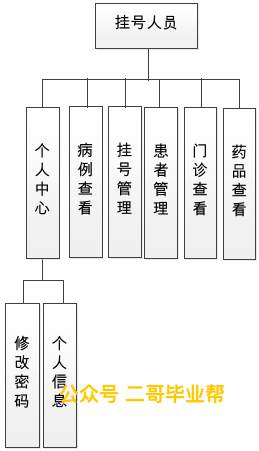 挂号人员
个人中心
病例查看
挂号管理
患者管理
门诊查看
药品查看
修改密码
个人信息
公众号 二哥毕业帮